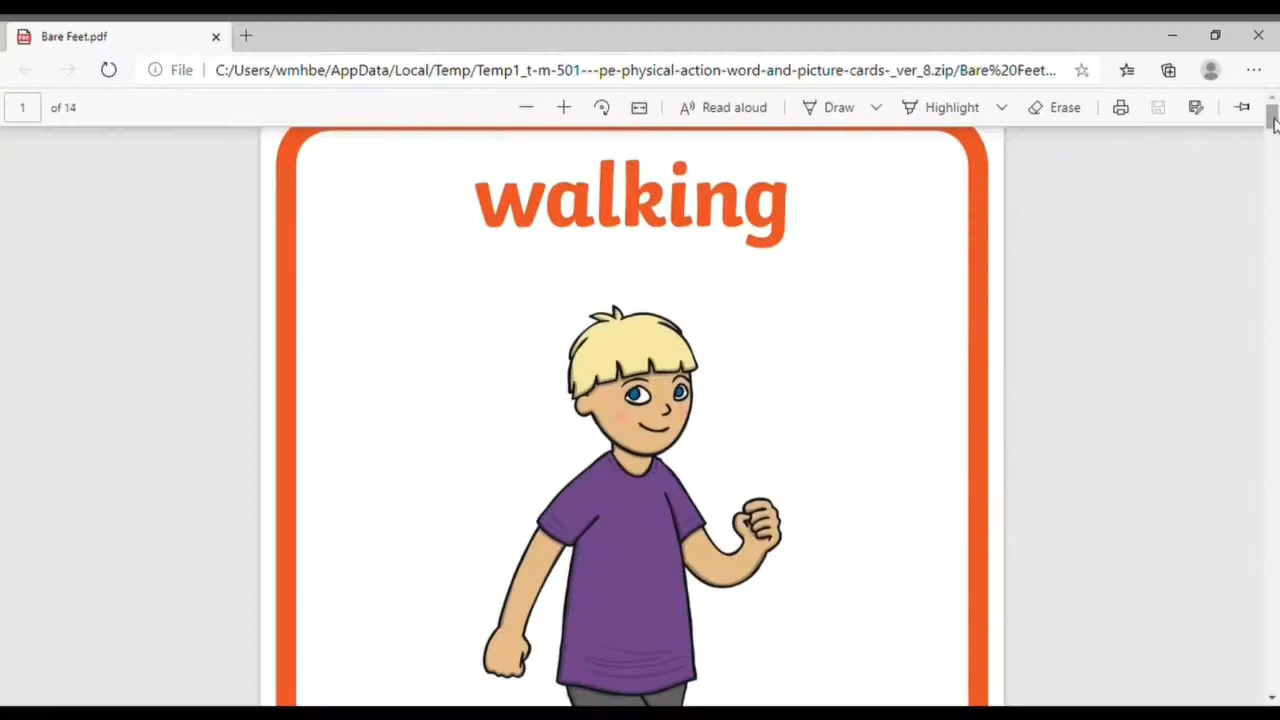 Bare Feet.pdf
File
C:/Users/wmhbe/AppData/Local/Temp/Temp1_t-m-501---pe-physical-action-word-and-picture-cards-_ver_8.zip/Bare%20Feet...
1 of 14
Read aloud
Draw
Highlight
Erase
walking